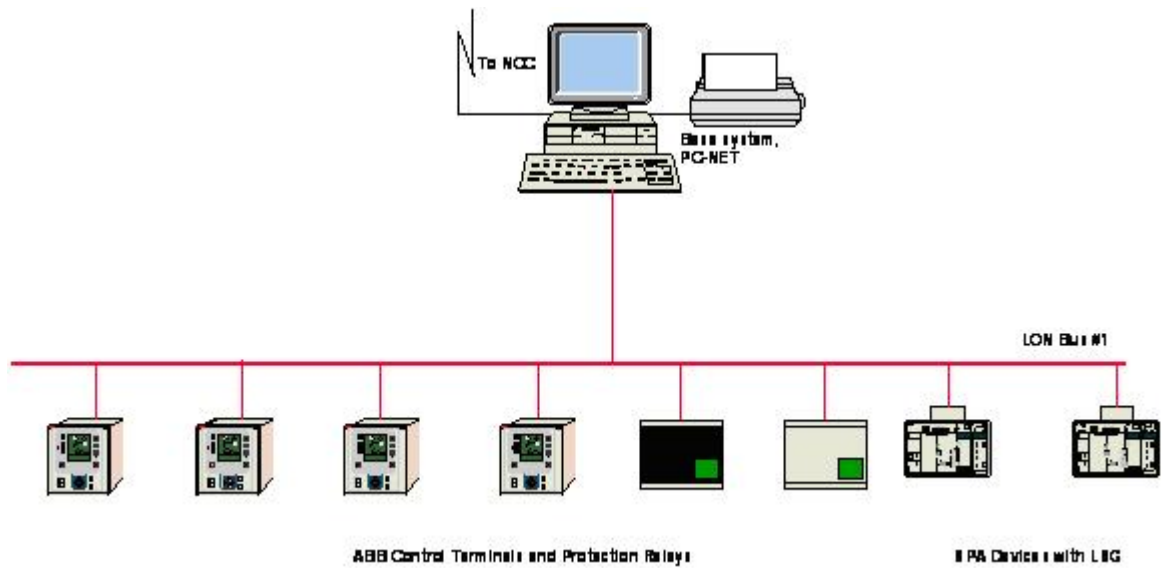 To NCC
Base system,
PC-NET
LON Bus #1
ABB Control Terminals and Protection Relays
SPA Devices with LSG